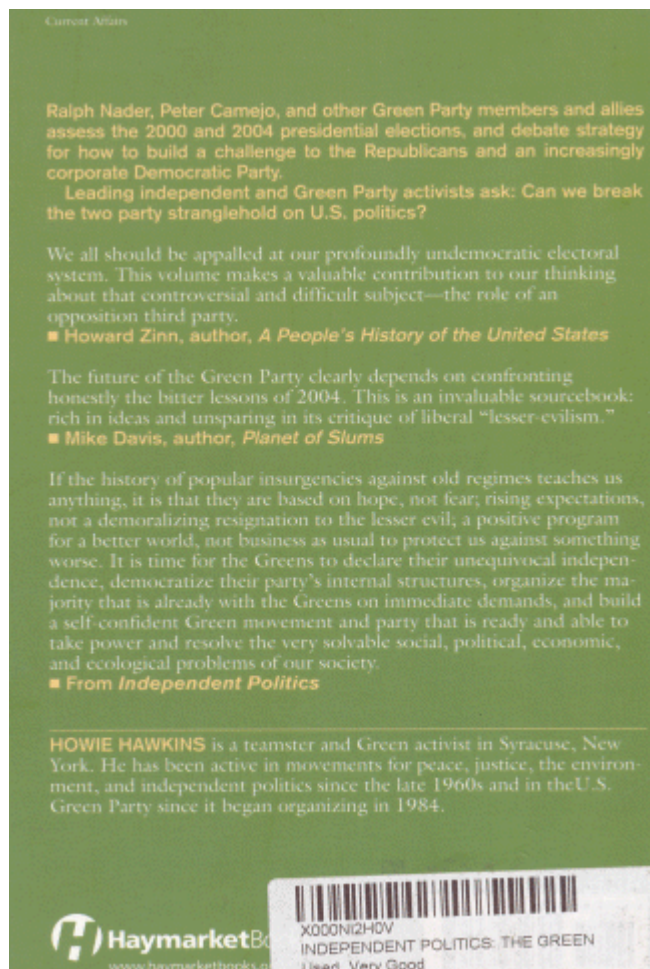 Current Affairs
Ralph Nader, Peter Camejo, and other Green Party members and allies
assess the 2000 and 2004 presidential elections, and debate strategy
for how to build a challenge to the Republicans and an increasingly
corporate Democratic Party.
Leading independent and Green Party activists ask: Can we break
the two party stranglehold on U.S. politics?
We all should be appalled at our profoundly undemocratic electoral
system. This volume makes a valuable contribution to our thinking
about that controversial and difficult subject—the role of an
opposition third party.
■ Howard Zinn, author, A People's History of the United States
The future of the Green Party clearly depends on confronting
honestly the bitter lessons of 2004. This is an invaluable sourcebook:
rich in ideas and unsparing in its critique of liberal “lesser-evilism.”
■ Mike Davis, author, Planet of Slums
If the history of popular insurgencies against old regimes teaches us
anything, it is that they are based on hope, not fear; rising expectations,
not a demoralizing resignation to the lesser evil; a positive program
for a better world, not business as usual to protect us against something
worse. It is time for the Greens to declare their unequivocal indepen-
dence, democratize their party's internal structures, organize the ma-
jority that is already with the Greens on immediate demands, and build
a self-confident Green movement and party that is ready and able to
take power and resolve the very solvable social, political, economic,
and ecological problems of our society.
■ From Independent Politics
HOWIE HAWKINS is a teamster and Green activist in Syracuse, New
York. He has been active in movements for peace, justice, the environ-
ment, and independent politics since the late 1960s and in theU.S.
Green Party since it began organizing in 1984.
HaymarketBo
X000NI2H0V
INDEPENDENT POLITICS: THE GREEN
Used, Very Good